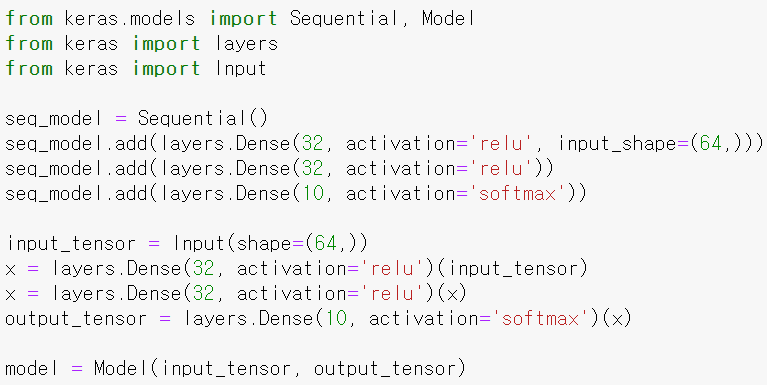 from keras.models import Sequential, Model
from keras import layers
from keras import Input

seq_model = Sequential()
seq_model.add(layers.Dense(32, activation='relu', input_shape=(64,)))
seq_model.add(layers.Dense(32, activation='relu'))
seq_model.add(layers.Dense(10, activation='softmax'))

input_tensor = Input(shape=(64,))
x = layers.Dense(32, activation='relu')(input_tensor)
x = layers.Dense(32, activation='relu')(x)
output_tensor = layers.Dense(10, activation='softmax')(x)

model = Model(input_tensor, output_tensor)